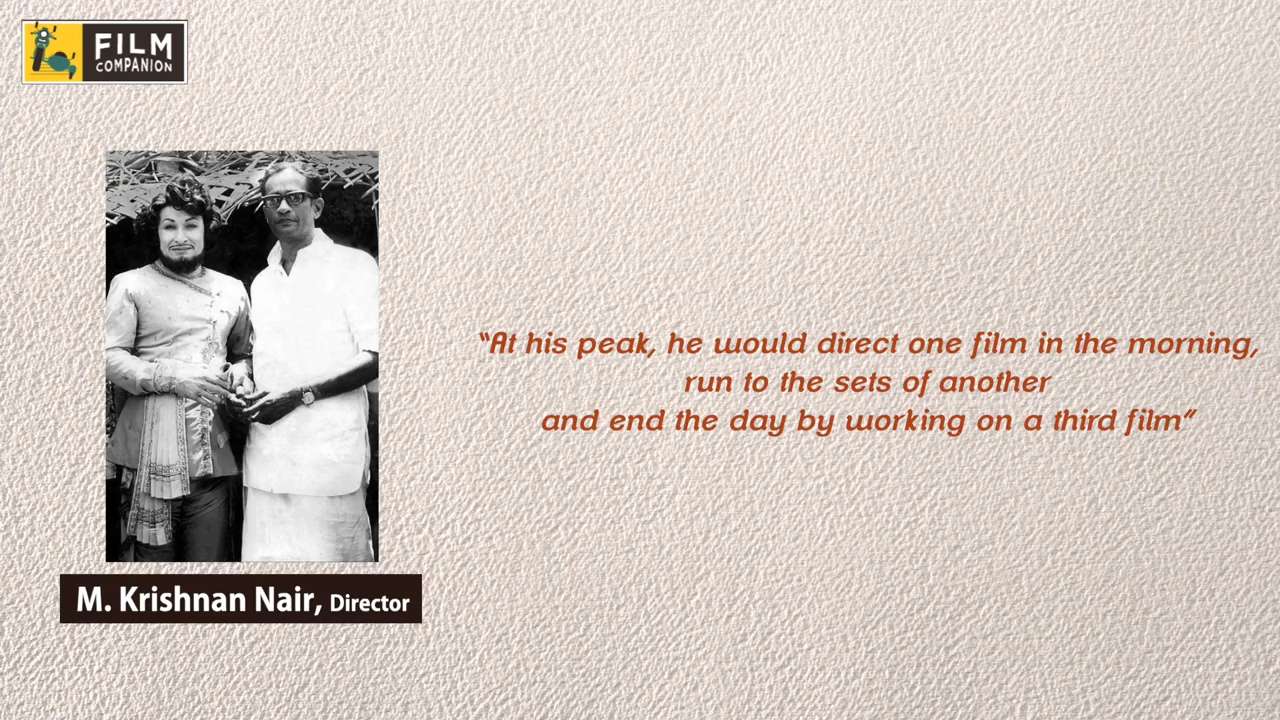 FILM
COMPANION
“At his peak, he would direct one film in the morning,
run to the sets of another
and end the day by working on a third film”
M. Krishnan Nair, Director